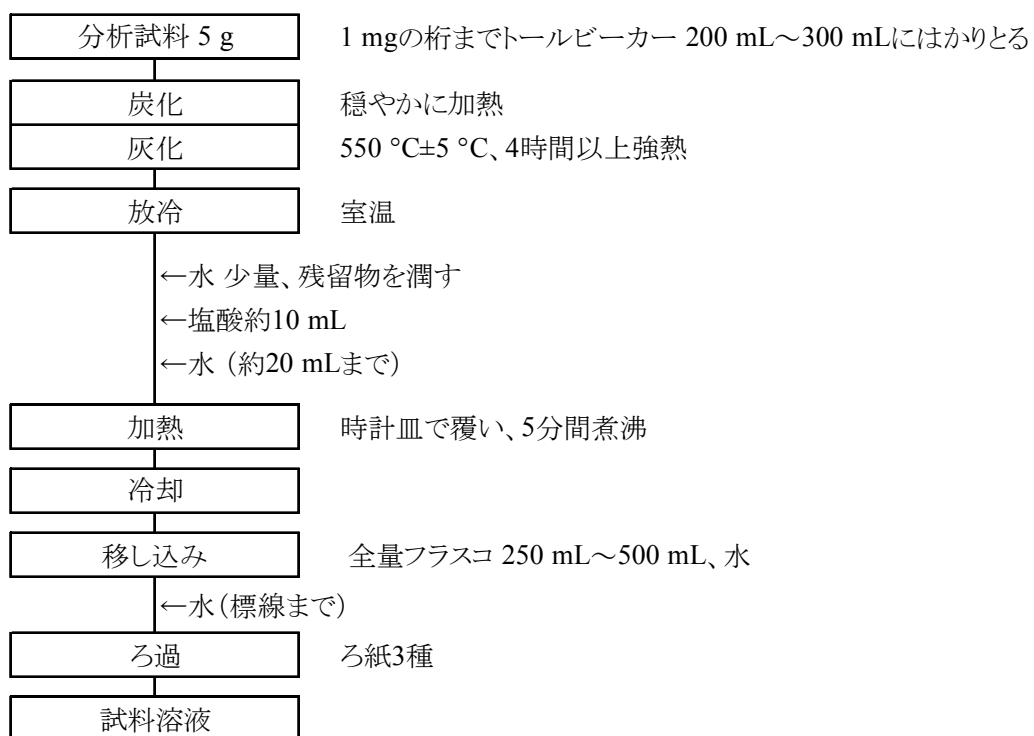 分析試料 5 g 1 mgの桁までトールビーカー 200 mL～300 mLにはかりとる
炭化 穏やかに加熱
灰化 550 °C±5 °C、4時間以上強熱
放冷 室温
←水 少量、残留物を潤す
←塩酸約10 mL
←水 （約20 mLまで）
加熱 時計皿で覆い、5分間煮沸
冷却
移し込み 全量フラスコ 250 mL～500 mL、水
←水（標線まで）
ろ過 ろ紙3種
試料溶液